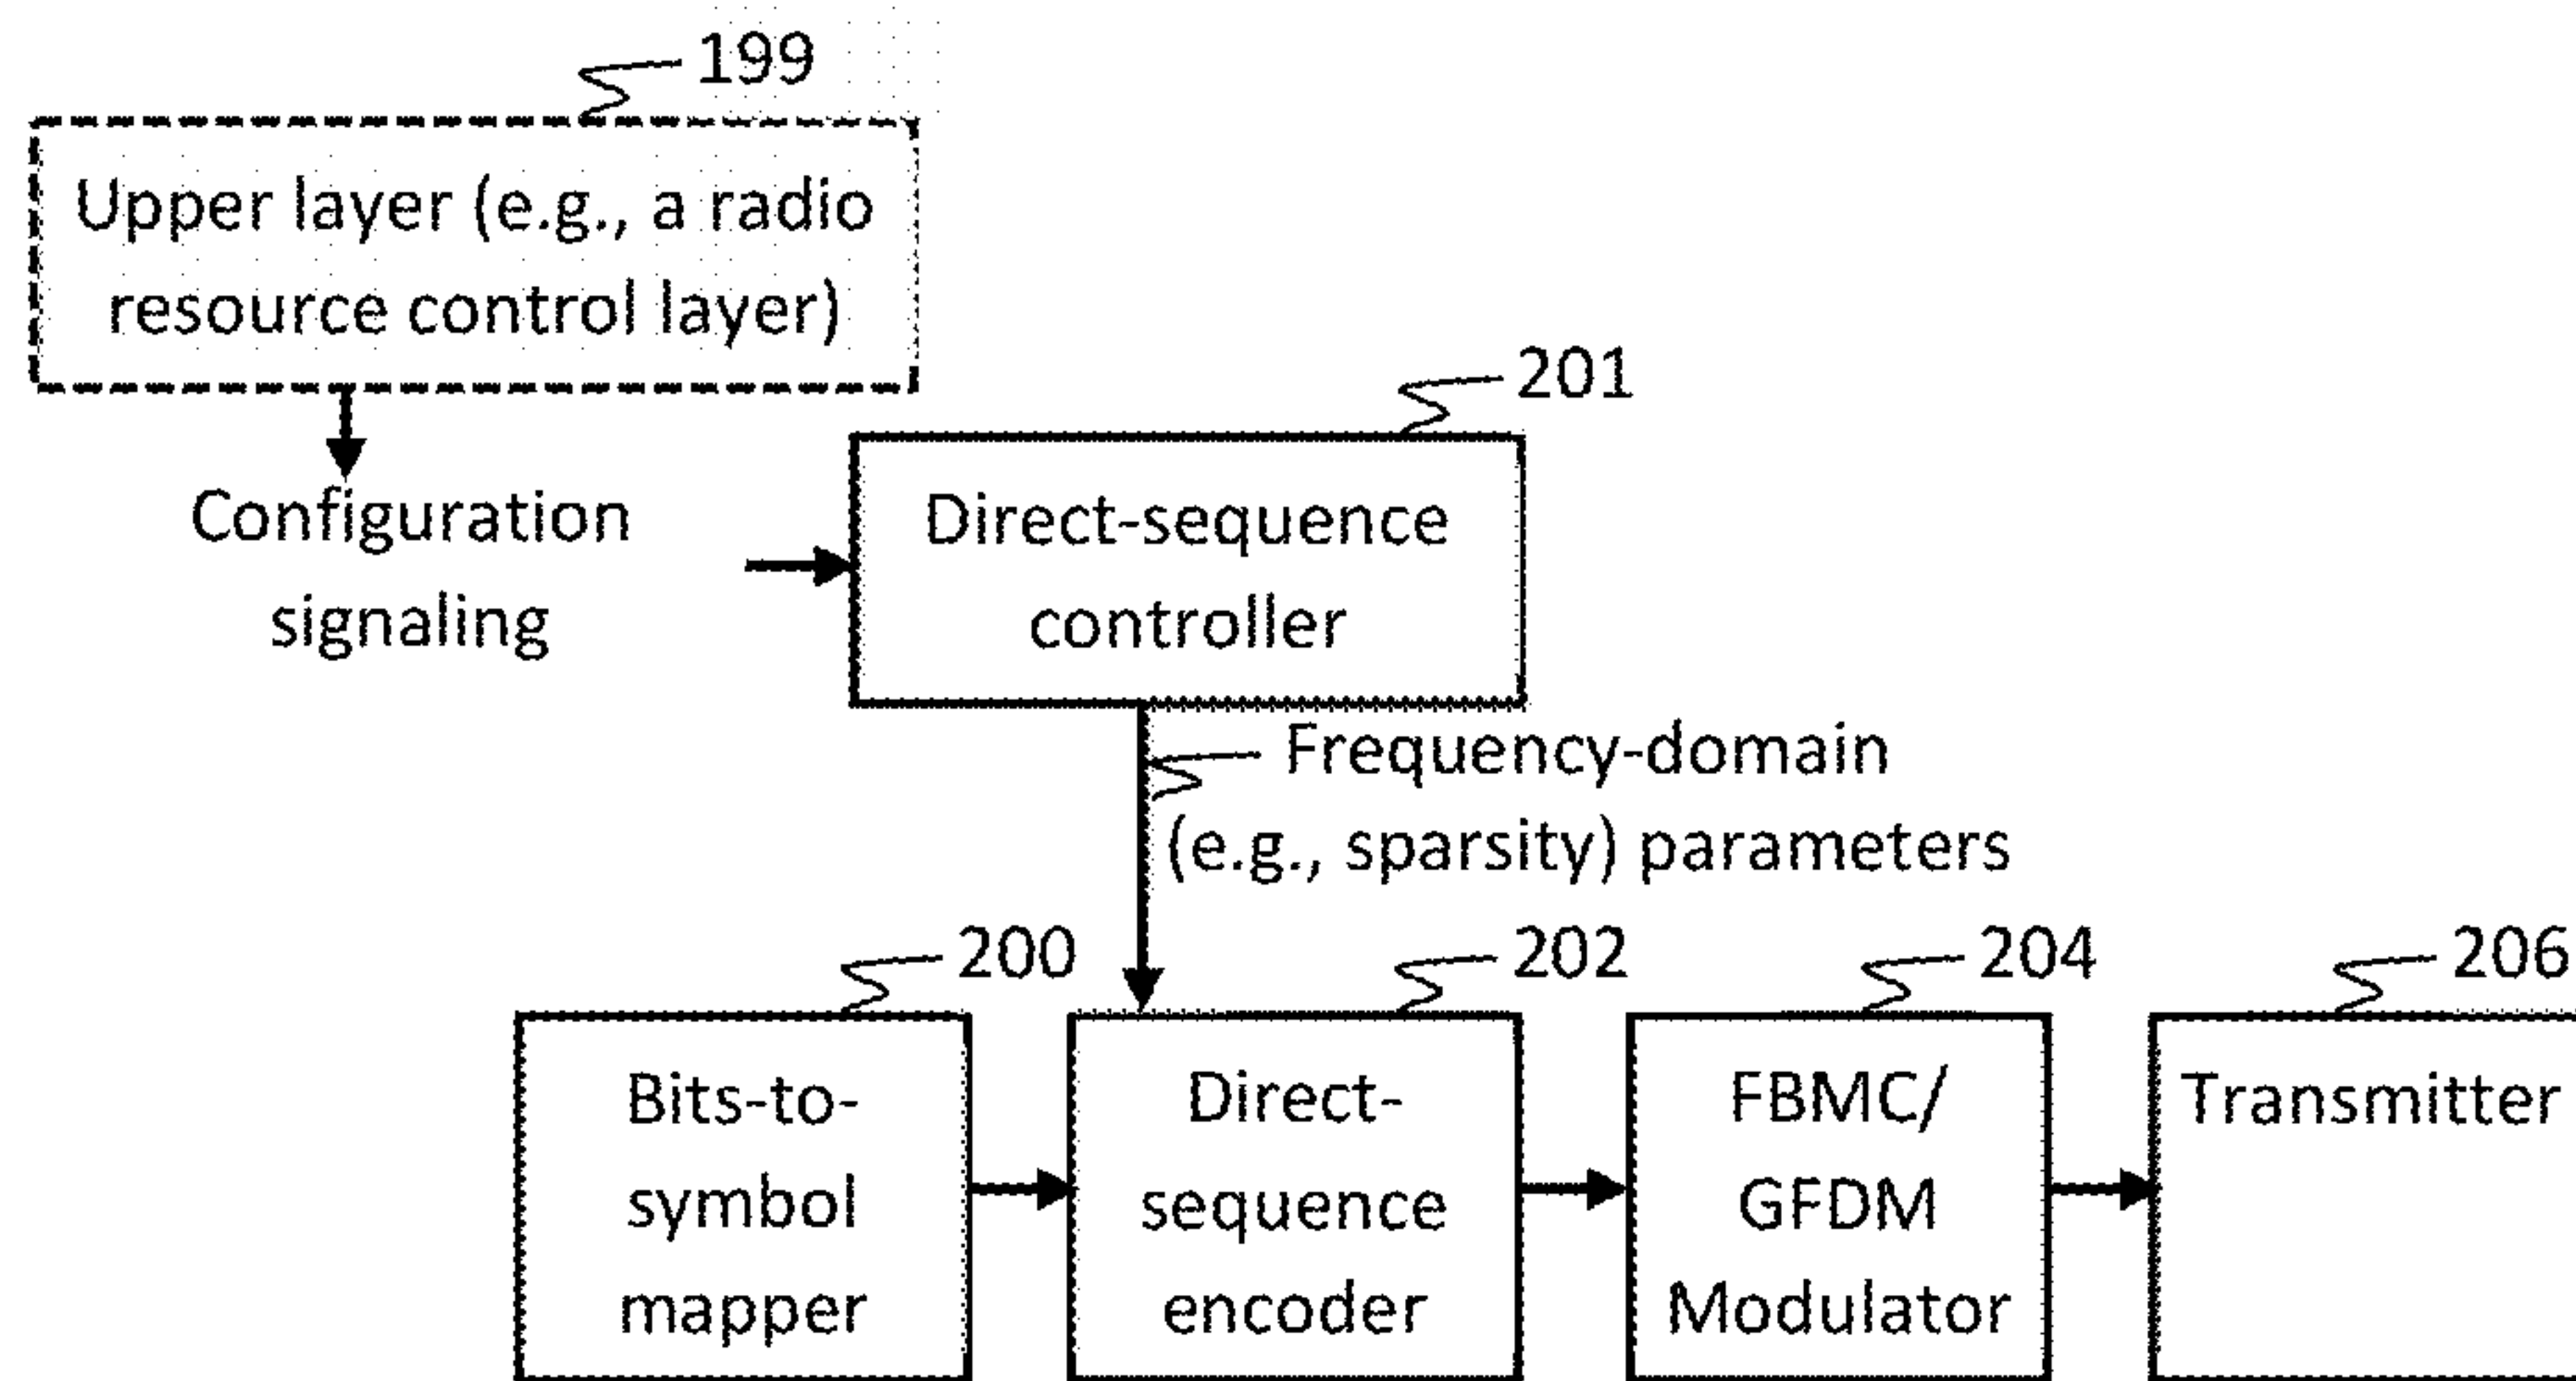 199
Upper layer (e.g., a radio
resource control layer)
201
Configuration
signaling
Direct-sequence
controller
Frequency-domain
(e.g., sparsity) parameters
200
202
204
206
Bits-to-
symbol
mapper
Direct-
sequence
encoder
FBMC/
GFDM
Modulator
Transmitter